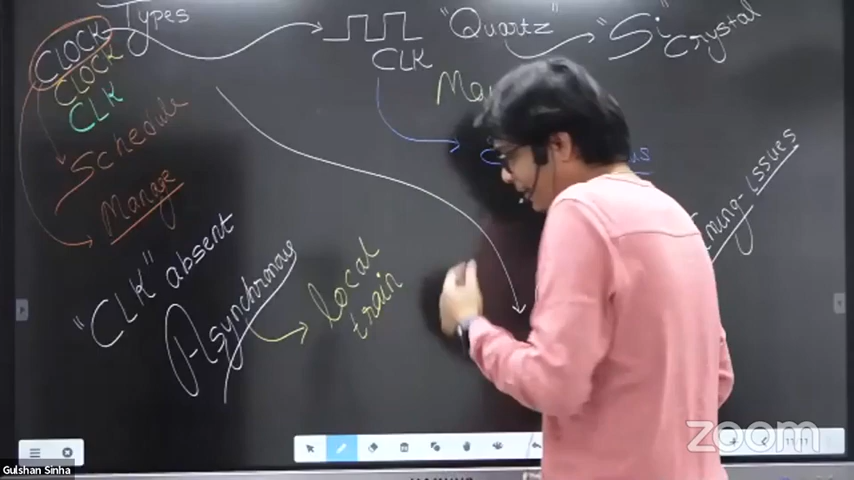 Types
"Quartz"
"Si"
Crystal
CLOCK
CLOCK
CLK
CLK
Schedule
Manage
"CLK" absent
Asynchronous
local
train
issues
zoom
Gulshan Sinha